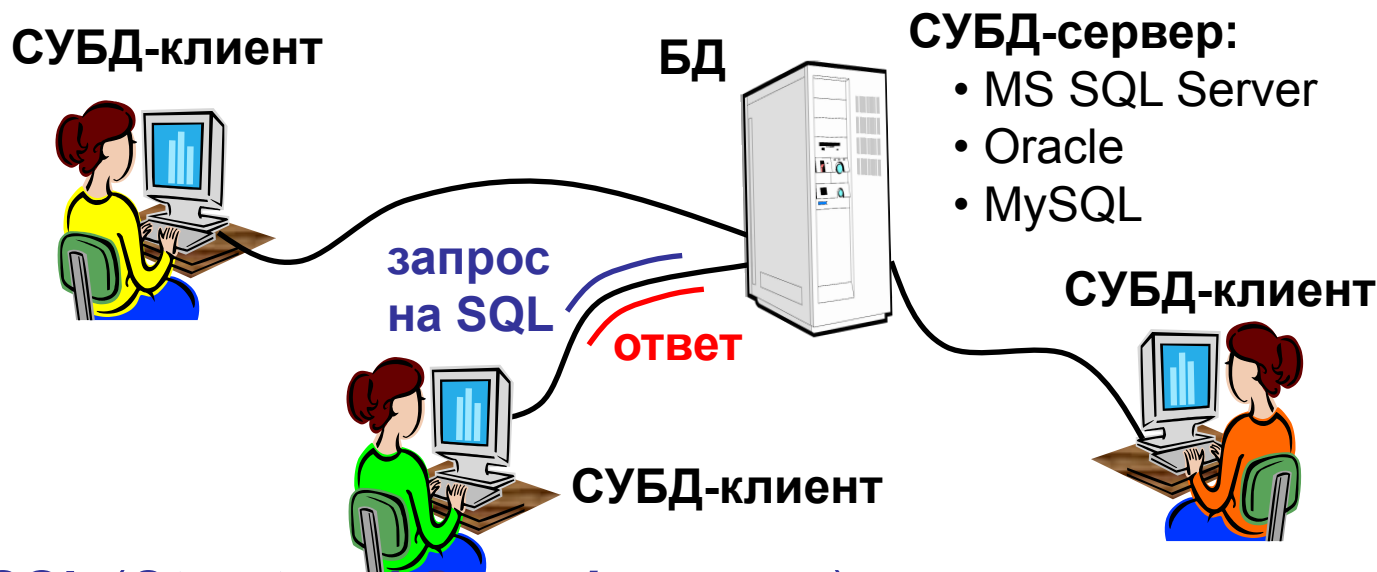 СУБД-клиент
БД
СУБД-сервер:
• MS SQL Server
• Oracle
• MySQL
запрос
на SQL
ответ
СУБД-клиент
СУБД-клиент